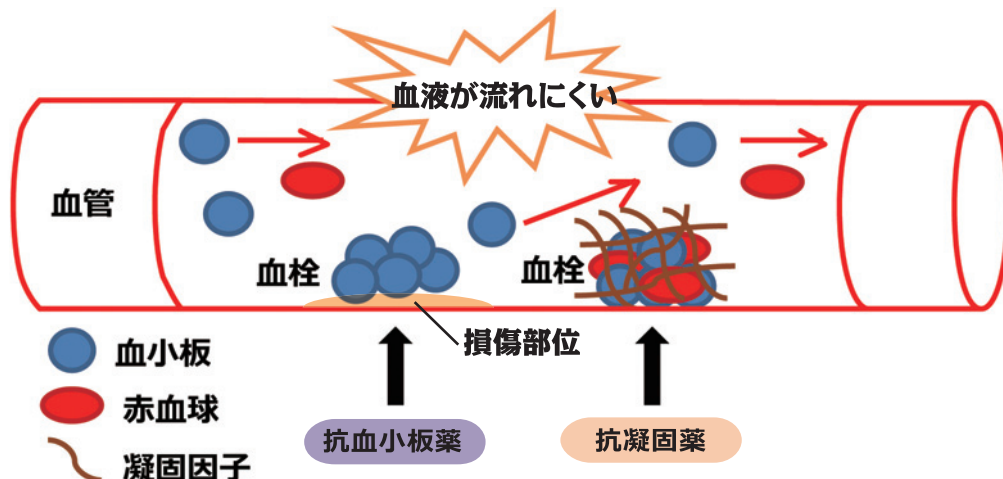 血液が流れにくい
血管
血栓
血栓
損傷部位
血小板
赤血球
凝固因子
抗血小板薬
抗凝固薬